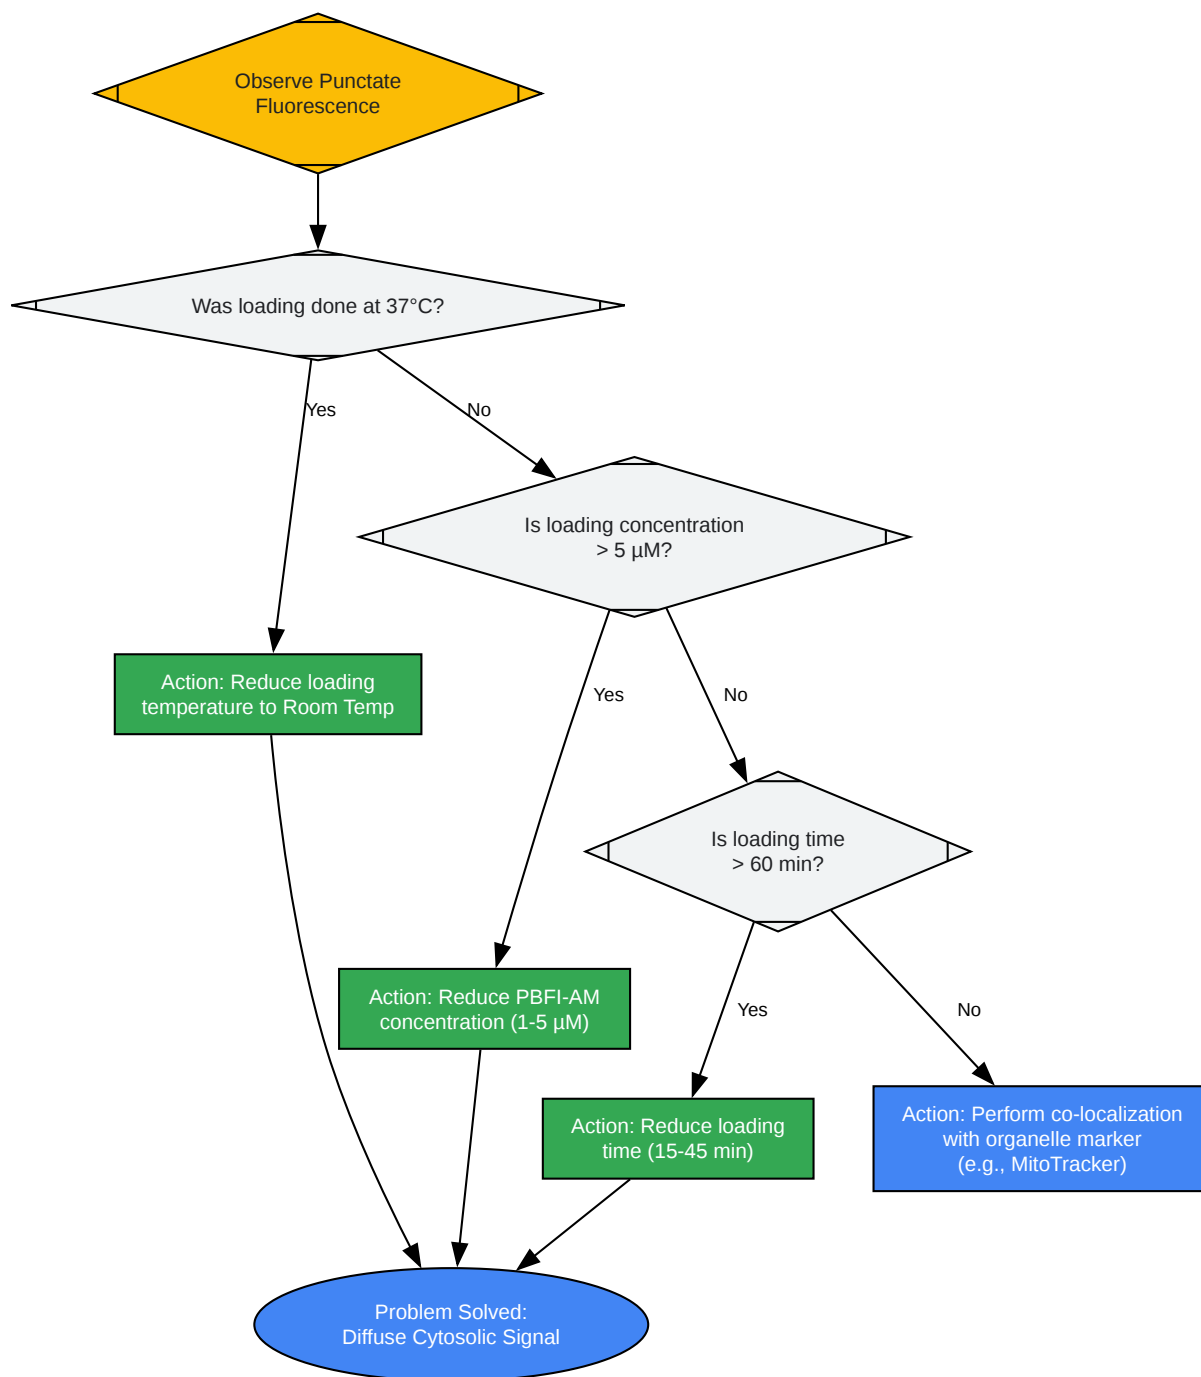 Observe Punctate
Fluorescence
Was loading done at 37°C?
Yes
No
Is loading concentration
> 5 µM?
Action: Reduce loading
temperature to Room Temp
Yes
No
Is loading time
> 60 min?
Action: Reduce PBFI-AM
concentration (1-5 µM)
Yes
No
Action: Reduce loading
time (15-45 min)
Action: Perform co-localization
with organelle marker
(e.g., MitoTracker)
Problem Solved:
Diffuse Cytosolic Signal